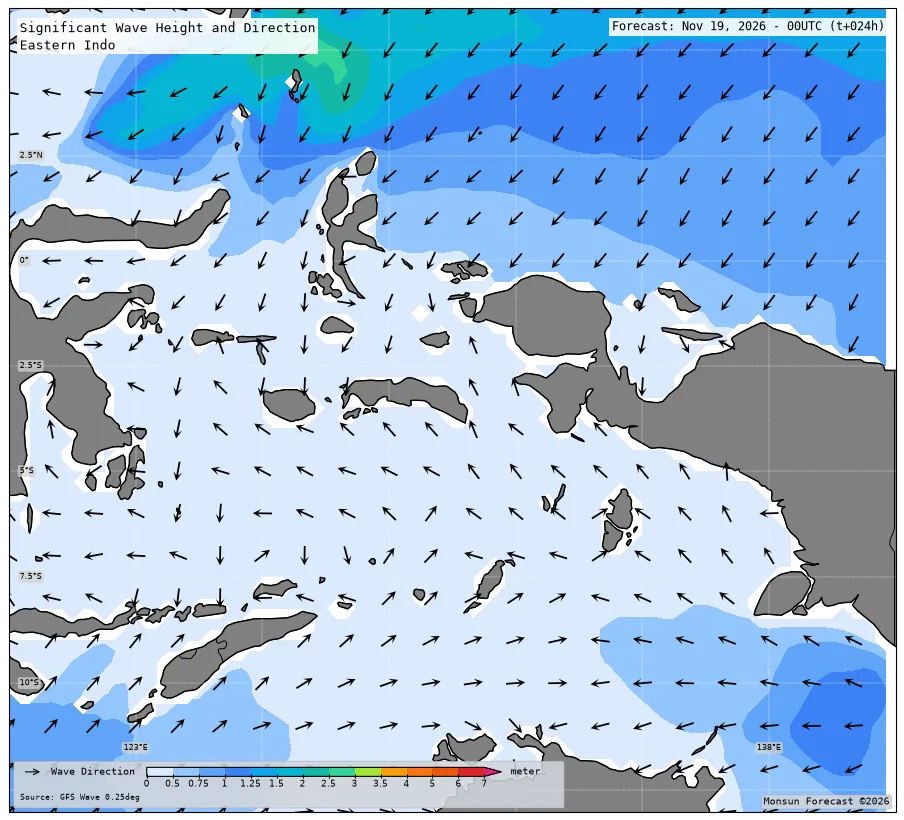 Significant Wave Height and Direction
Eastern Indo
Forecast: Nov 19, 2026 - 00UTC (t+024h)
2.5°N
0°
2.5°S
5°S
7.5°S
10°S
123°E
138°E
Wave Direction
meter
0 0.5 0.75 1 1.25 1.5 2 2.5 3 3.5 4 5 6 7
Source: GFS Wave 0.25deg
Monsun Forecast ©2026